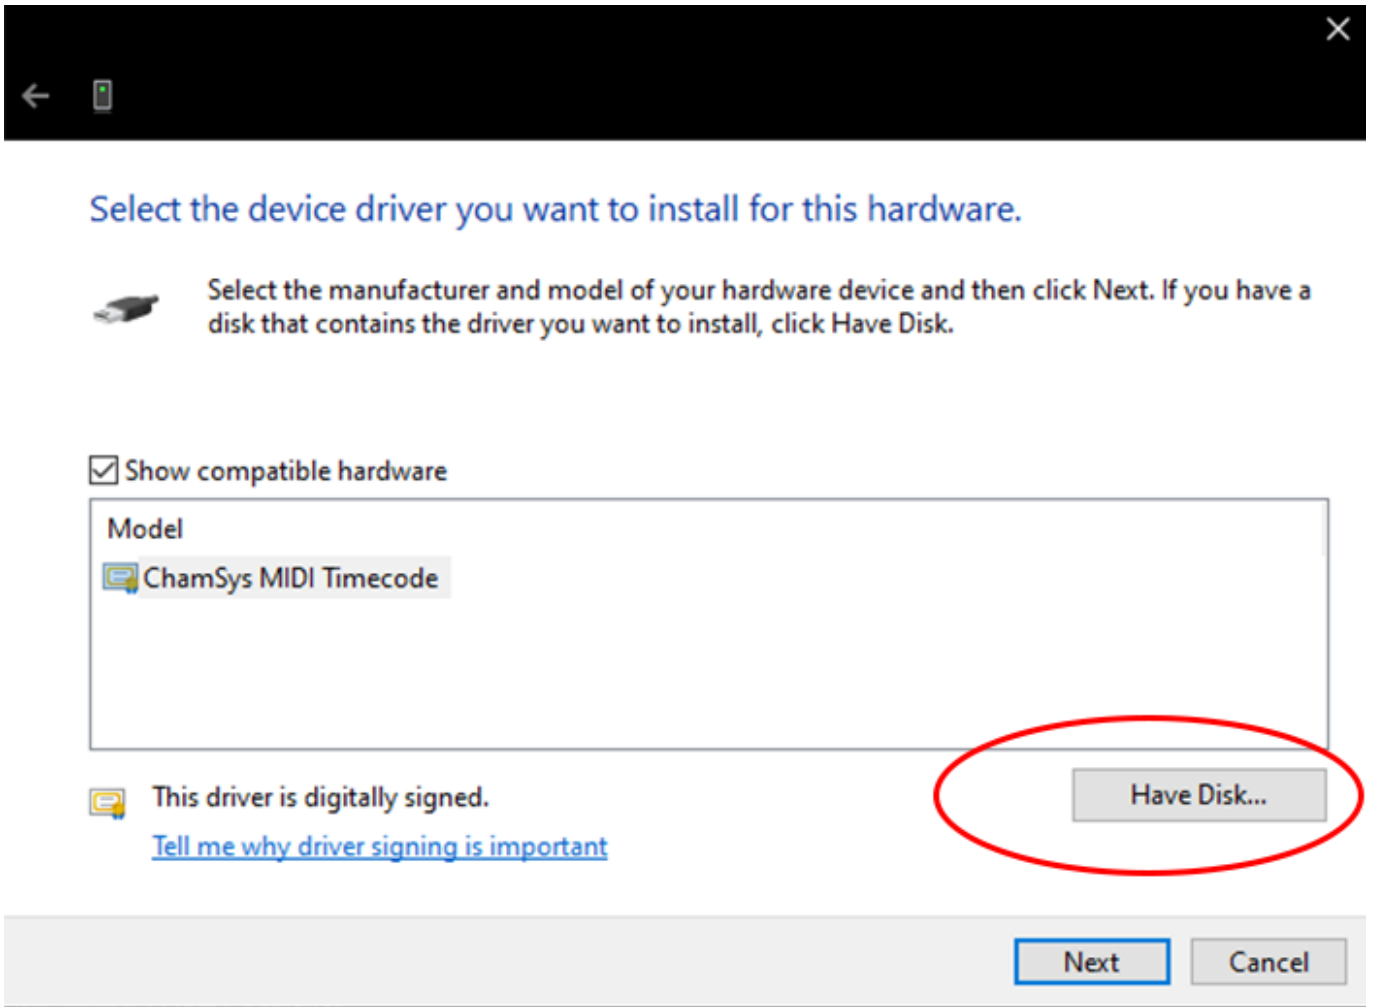 Select the device driver you want to install for this hardware.
Select the manufacturer and model of your hardware device and then click Next. If you have a
disk that contains the driver you want to install, click Have Disk.
Show compatible hardware
Model
ChamSys MIDI Timecode
This driver is digitally signed.
Have Disk...
Tell me why driver signing is important
Next
Cancel